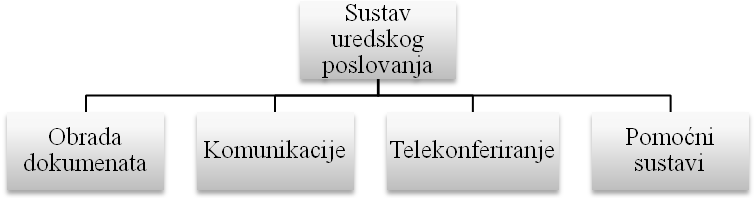 Sustav
uredskog
poslovanja
Obrada
dokumenata
Komunikacije
Telekonferiranje
Pomoćni
sustavi